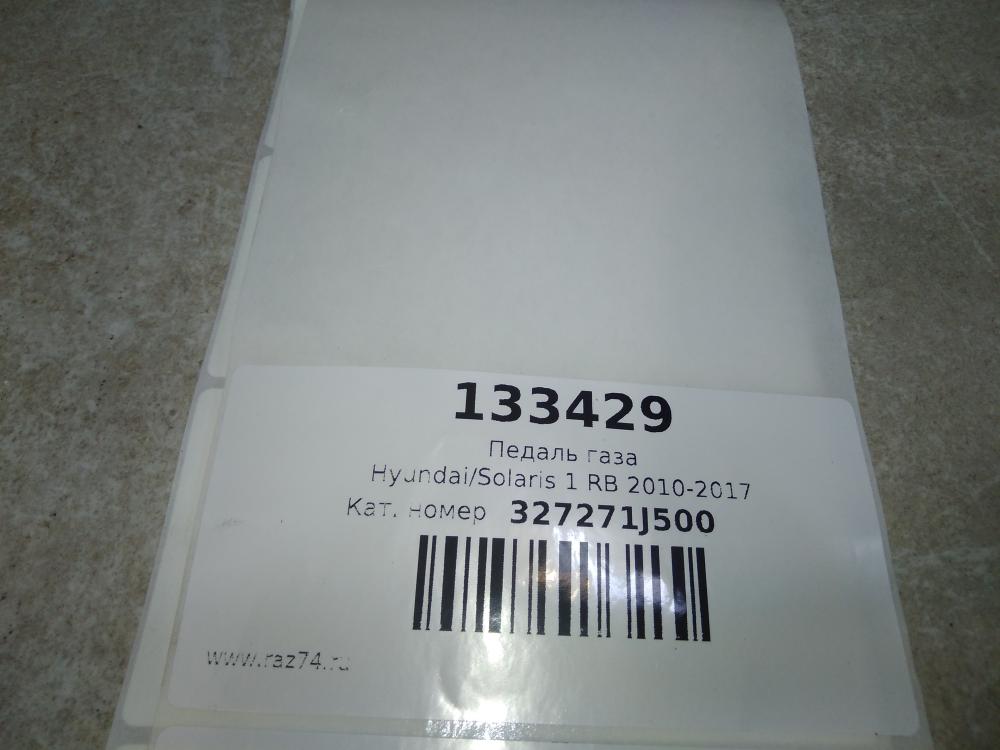 133429
Педаль газа
Hyundai/Solaris 1 RB 2010-2017
Кат. номер 327271J500
www.raz74.ru